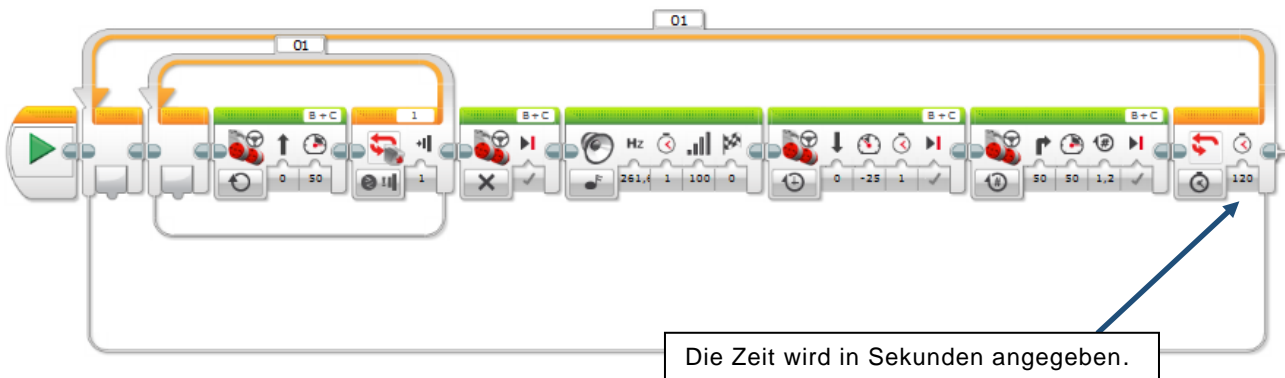 01
01
B + C
1
B + C
B + C
B + C
Hz
#
0 50
1
261,6 1 100 0
0 -25 1
#
50 50 1,2
120
Die Zeit wird in Sekunden angegeben.